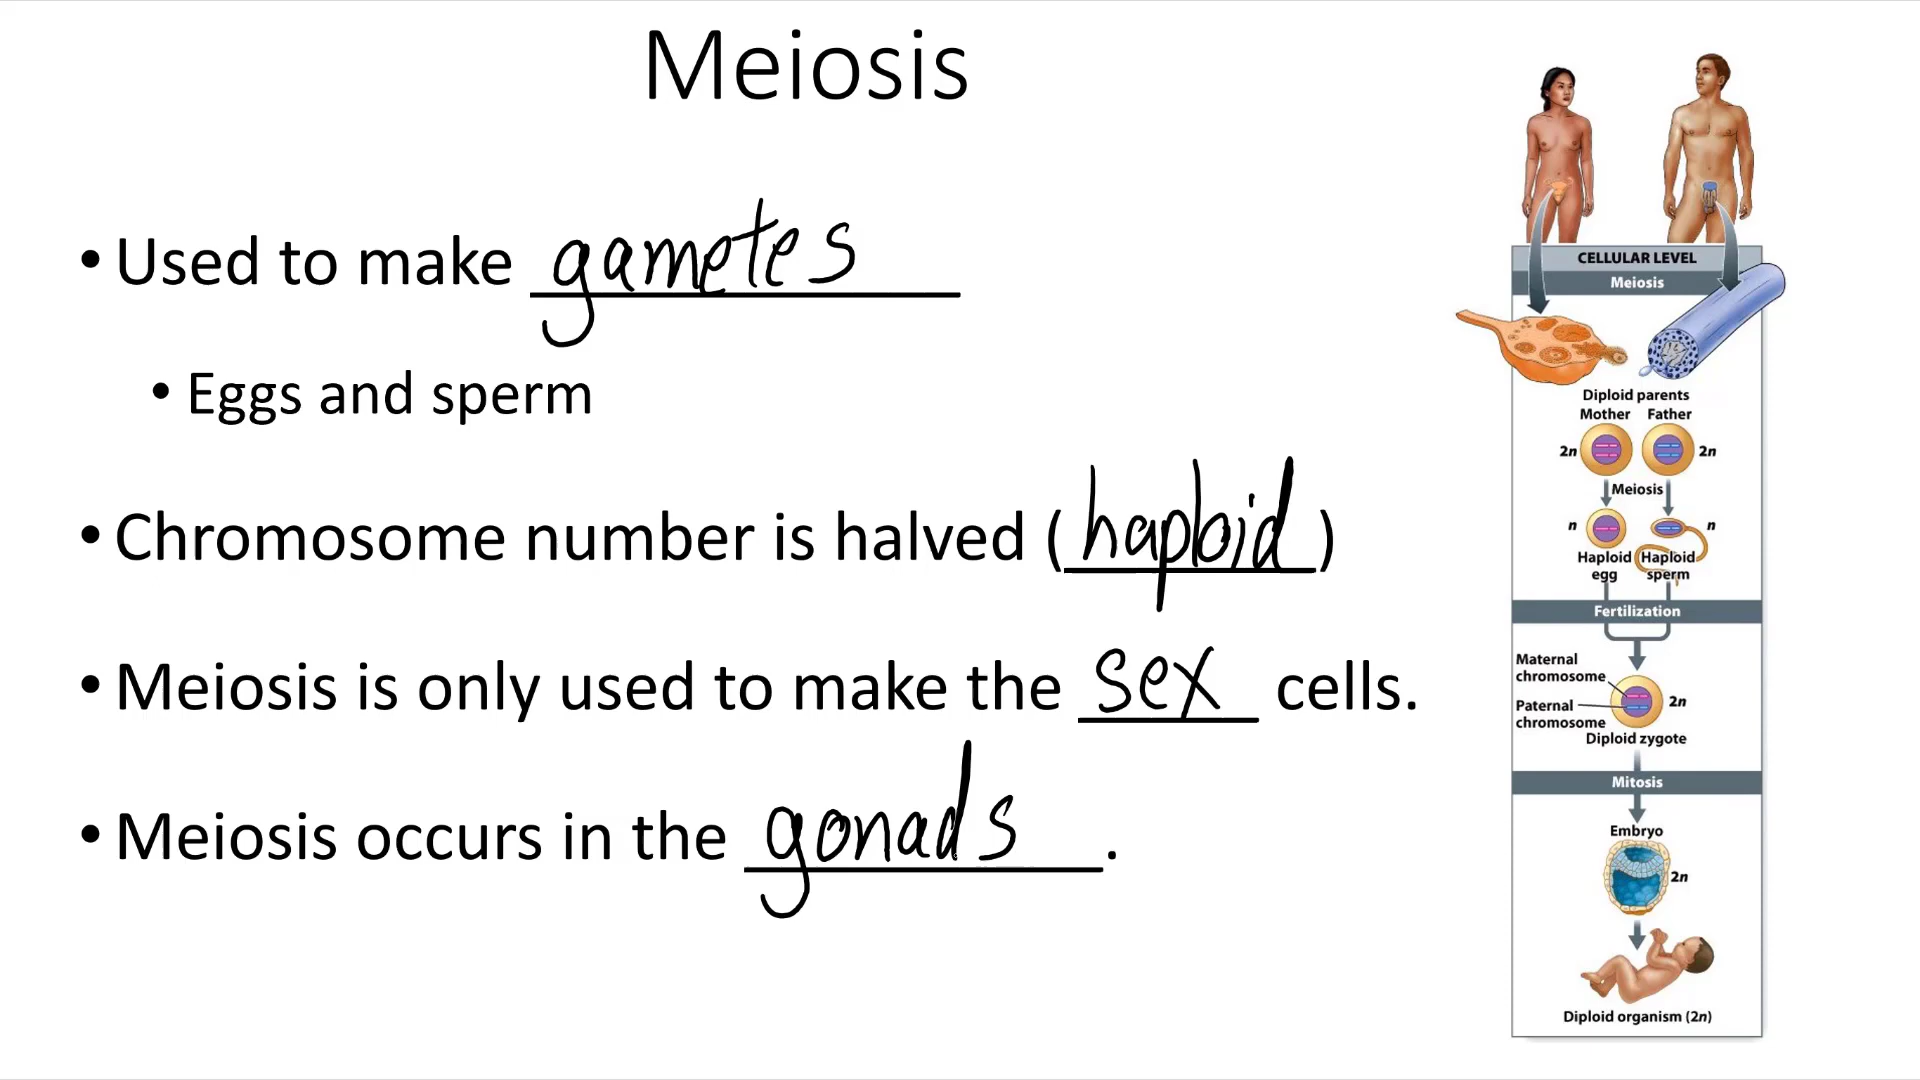 Meiosis
• Used to make gametes
• Eggs and sperm
• Chromosome number is halved (haploid)
• Meiosis is only used to make the sex cells.
• Meiosis occurs in the gonads.
CELLULAR LEVEL
Meiosis
Diploid parents
Mother Father
2n 2n
Meiosis
n n
Haploid Haploid
egg sperm
Fertilization
Maternal
chromosome
2n
Paternal
chromosome
Diploid zygote
Mitosis
Embryo
2n
Diploid organism (2n)